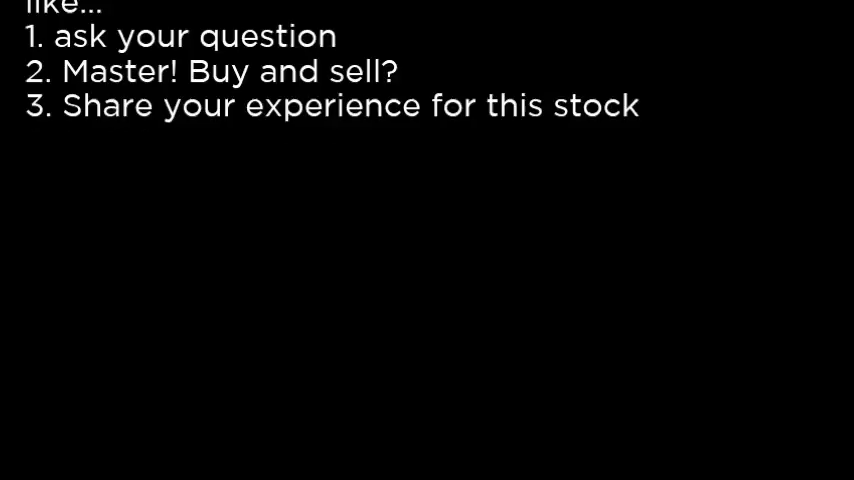 like...
1. ask your question
2. Master! Buy and sell?
3. Share your experience for this stock